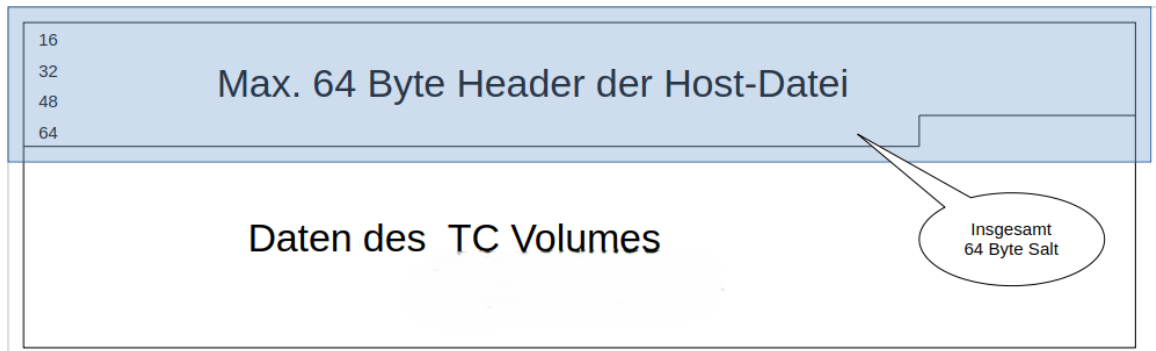 16
32
48
64
Max. 64 Byte Header der Host-Datei
Daten des TC Volumes
Insgesamt
64 Byte Salt